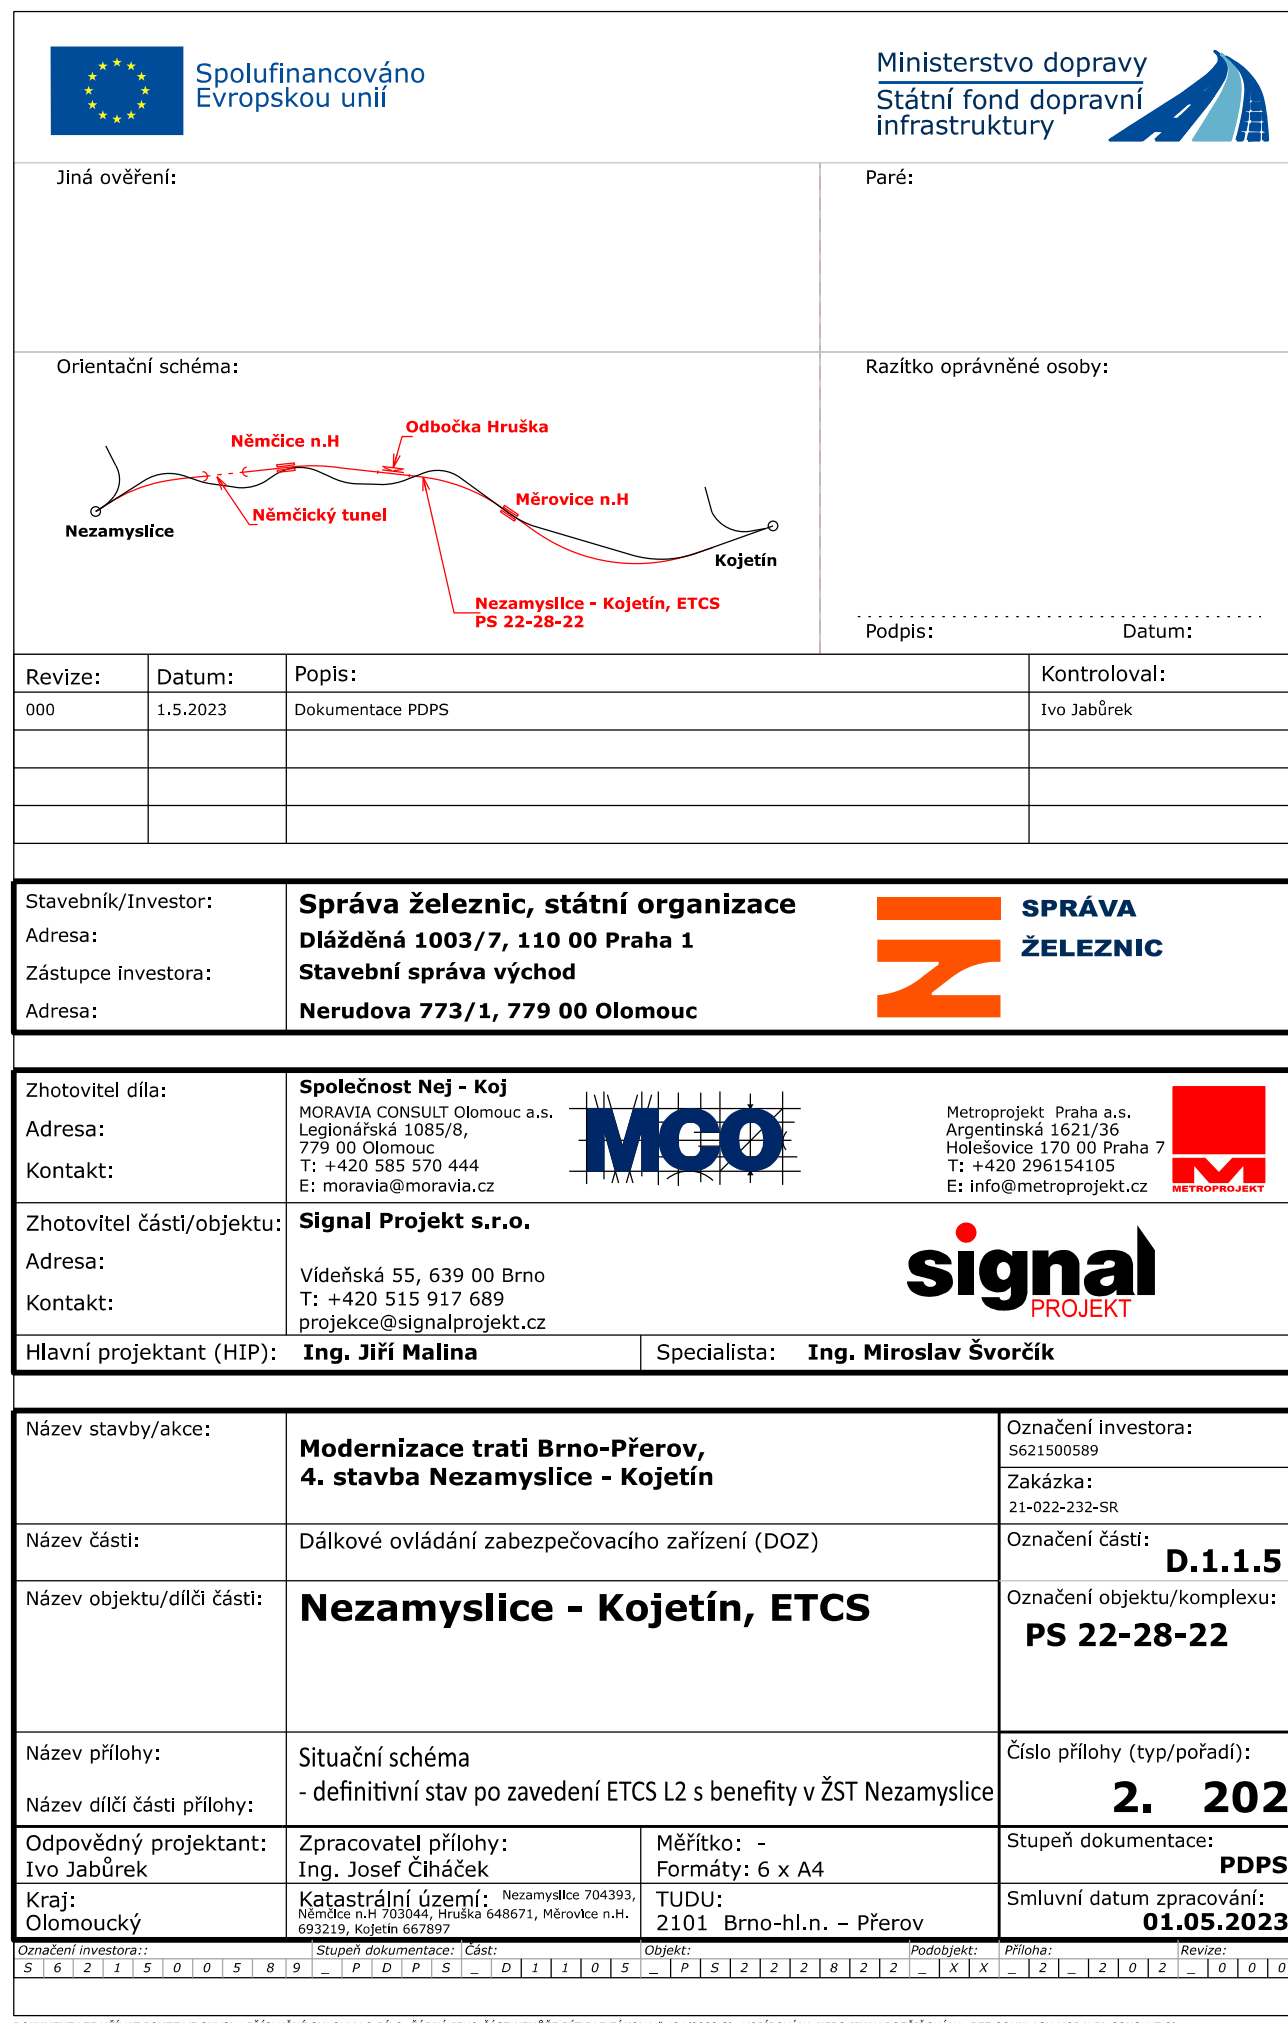 Spolufinancováno
Evropskou unií
Ministerstvo dopravy
Státní fond dopravní
infrastruktury
Jiná ověření:
Paré:
Orientační schéma:
Razítko oprávněné osoby:
Odbočka Hruška
Němčice n.H
Měrovice n.H
Němčický tunel
Nezamyslice
Kojetín
Nezamyslice - Kojetín, ETCS
PS 22-28-22
Podpis: Datum:
Revize: Datum: Popis: Kontroloval:
000 1.5.2023 Dokumentace PDPS Ivo Jabůrek
Stavebník/Investor: Správa železnic, státní organizace
Adresa: Dlážděná 1003/7, 110 00 Praha 1
Zástupce investora: Stavební správa východ
Adresa: Nerudova 773/1, 779 00 Olomouc
SPRÁVA
ŽELEZNIC
Zhotovitel díla:
Adresa:
Kontakt:
Společnost Nej - Koj
MORAVIA CONSULT Olomouc a.s.
Legionářská 1085/8,
779 00 Olomouc
T: +420 585 570 444
E: moravia@moravia.cz
MCO
Metroprojekt Praha a.s.
Argentinská 1621/36
Holešovice 170 00 Praha 7
T: +420 296154105
E: info@metroprojekt.cz
METROPROJEKT
Zhotovitel části/objektu:
Adresa:
Kontakt:
Signal Projekt s.r.o.
Vídeňská 55, 639 00 Brno
T: +420 515 917 689
projekce@signalprojekt.cz
signal
PROJEKT
Hlavní projektant (HIP): Ing. Jiří Malina Specialista: Ing. Miroslav Švorčík
Název stavby/akce:
Modernizace trati Brno-Přerov,
4. stavba Nezamyslice - Kojetín
Označení investora:
S621500589
Zakázka:
21-022-232-SR
Název části: Dálkové ovládání zabezpečovacího zařízení (DOZ)
Označení části:
D.1.1.5
Název objektu/dílči části: Nezamyslice - Kojetín, ETCS
Označení objektu/komplexu:
PS 22-28-22
Název přílohy:
Název dílčí části přílohy:
Situační schéma
- definitivní stav po zavedení ETCS L2 s benefity v ŽST Nezamyslice
Číslo přílohy (typ/pořadí):
2. 202
Odpovědný projektant:
Ivo Jabůrek
Zpracovatel přílohy:
Ing. Josef Čiháček
Měřítko: -
Formáty: 6 x A4
Stupeň dokumentace:
PDPS
Kraj:
Olomoucký
Katastrální území: Nezamyslice 704393,
Němčice n.H 703044, Hruška 648671, Měrovice n.H.
693219, Kojetín 667897
TUDU:
2101 Brno-hl.n. – Přerov
Smluvní datum zpracování:
01.05.2023
Označení investora:: Stupeň dokumentace: Část: Objekt: Podobjekt: Příloha: Revize:
S 6 2 1 5 0 0 5 8 9 _ P D P S _ D 1 1 0 5 _ P S 2 2 2 8 2 2 _ X X _ 2 _ 2 0 2 _ 0 0 0